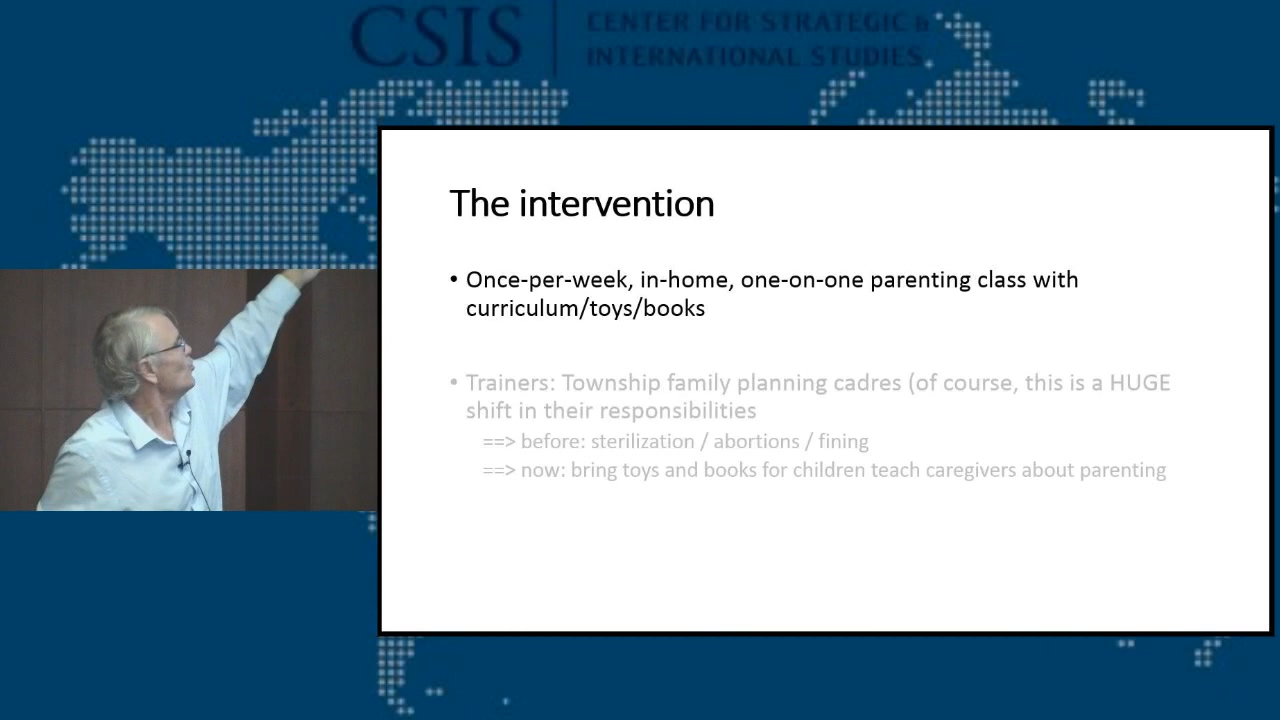 CSIS
CENTER FOR STRATEGIC &
INTERNATIONAL STUDIES
The intervention
• Once-per-week, in-home, one-on-one parenting class with
curriculum/toys/books
• Trainers: Township family planning cadres (of course, this is a HUGE
shift in their responsibilities
==> before: sterilization / abortions / fining
==> now: bring toys and books for children teach caregivers about parenting